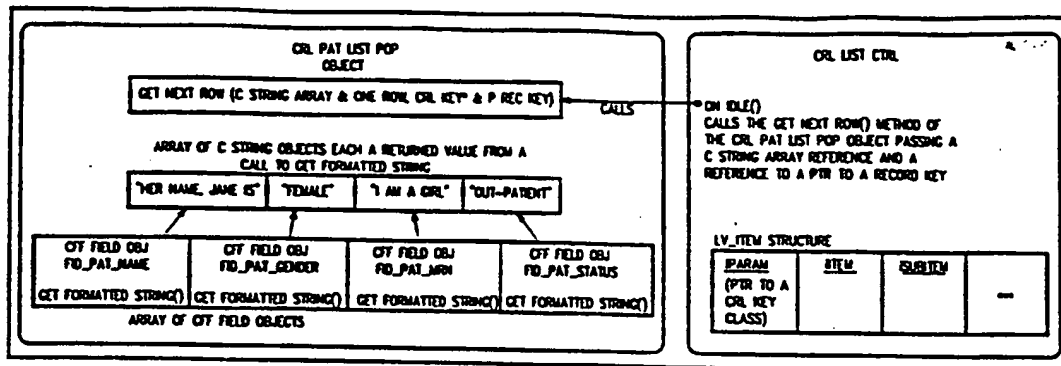 CRL PAT LIST POP
OBJECT
GET NEXT ROW (C STRING ARRAY & ONE ROW, CRL KEY* & P REC KEY)
CALLS
ARRAY OF C STRING OBJECTS EACH A RETURNED VALUE FROM A
CALL TO GET FORMATTED STRING
"HER NAME, JANE IS" "FEMALE" "I AM A GIRL" "OUT-PATIENT"
CFF FIELD OBJ CFF FIELD OBJ CFF FIELD OBJ CFF FIELD OBJ
FID_PAT_NAME FID_PAT_GENDER FID_PAT_MRN FID_PAT_STATUS
GET FORMATTED STRING() GET FORMATTED STRING() GET FORMATTED STRING() GET FORMATTED STRING()
ARRAY OF CFF FIELD OBJECTS
CRL LIST CTRL
ON IDLE()
CALLS THE GET NEXT ROW() METHOD OF
THE CRL PAT LIST POP OBJECT PASSING A
C STRING ARRAY REFERENCE AND A
REFERENCE TO A PTR TO A RECORD KEY
LV_ITEM STRUCTURE
IPARAM IITEM ISUBITEM
(PTR TO A
CRL KEY
CLASS)